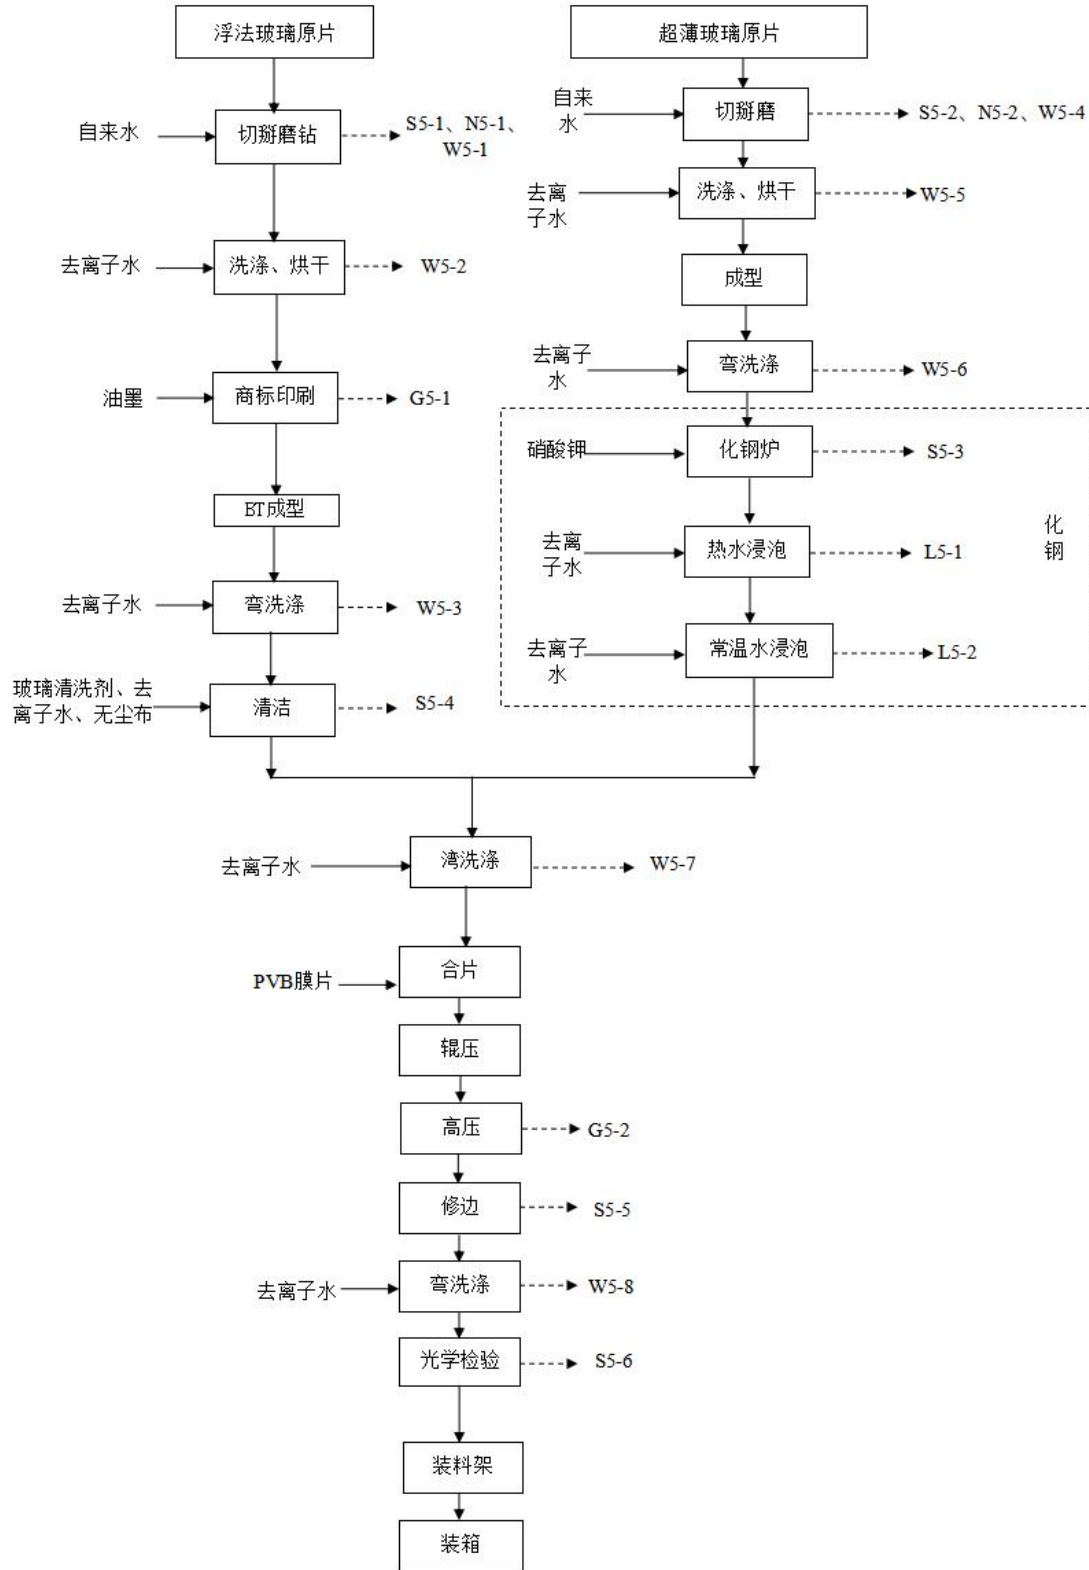 浮法玻璃原片
自来水
切掰磨钻
S5-1、N5-1、
W5-1
去离子水
洗涤、烘干
W5-2
油墨
商标印刷
G5-1
ET成型
去离子水
弯洗涤
W5-3
玻璃清洗剂、去
离子水、无尘布
清洁
S5-4
超薄玻璃原片
自来
水
切掰磨
S5-2、N5-2、W5-4
去离
子水
洗涤、烘干
W5-5
成型
去离子
水
弯洗涤
W5-6
硝酸钾
化钢炉
S5-3
去离
子水
热水浸泡
L5-1
化
钢
去离子
水
常温水浸泡
L5-2
去离子水
湾洗涤
W5-7
PVB膜片
合片
辊压
高压
G5-2
修边
S5-5
去离子水
弯洗涤
W5-8
光学检验
S5-6
装料架
装箱